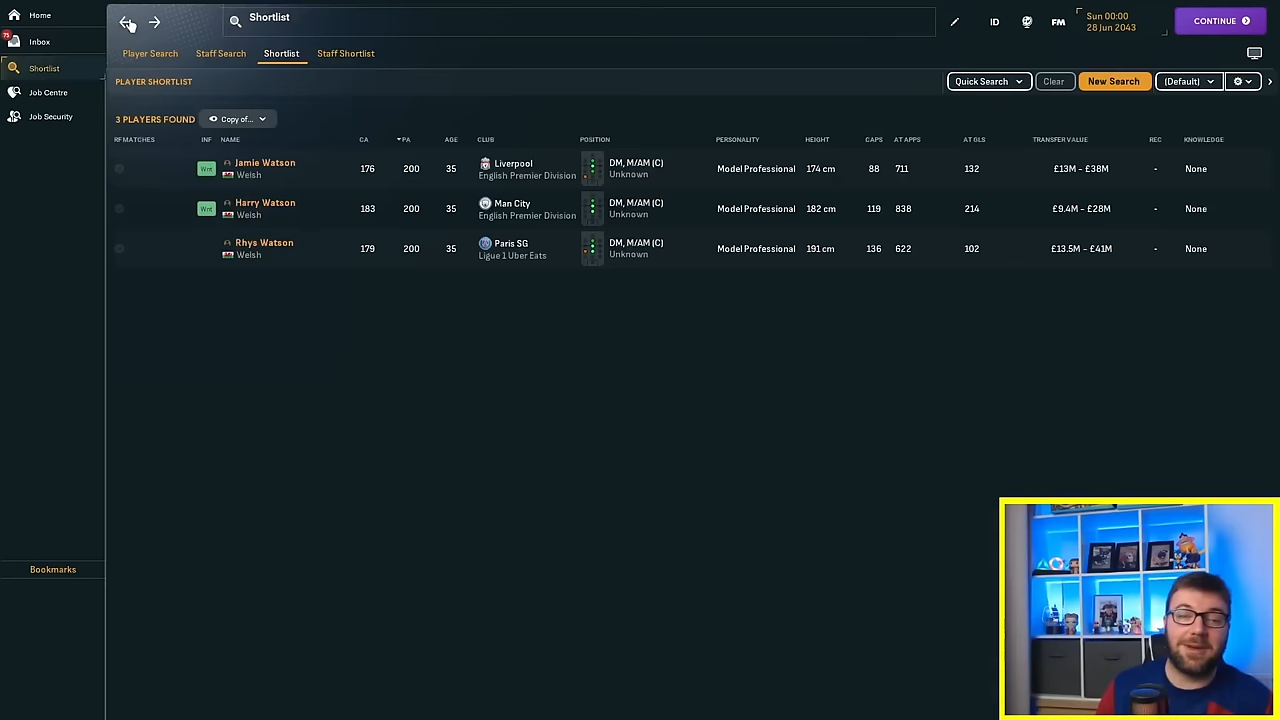 Home
Shortlist
Sun 00:00
28 Jun 2043
ID
FM
CONTINUE
75
Inbox
Shortlist
Job Centre
Job Security
Bookmarks
Player Search
Staff Search
Shortlist
Staff Shortlist
PLAYER SHORTLIST
Quick Search
Clear
New Search
(Default)
3 PLAYERS FOUND
Copy of...
RF MATCHES INF NAME CA PA AGE CLUB POSITION PERSONALITY HEIGHT CAPS AT APPS AT GLS TRANSFER VALUE REC KNOWLEDGE
Wnt Jamie Watson 176 200 35 Liverpool DM, M/AM (C) Model Professional 174 cm 88 711 132 £13M - £38M - None
Welsh English Premier Division Unknown
Wnt Harry Watson 183 200 35 Man City DM, M/AM (C) Model Professional 182 cm 119 838 214 £9.4M - £28M - None
Welsh English Premier Division Unknown
Rhys Watson 179 200 35 Paris SG DM, M/AM (C) Model Professional 191 cm 136 622 102 £13.5M - £41M - None
Welsh Ligue 1 Uber Eats Unknown